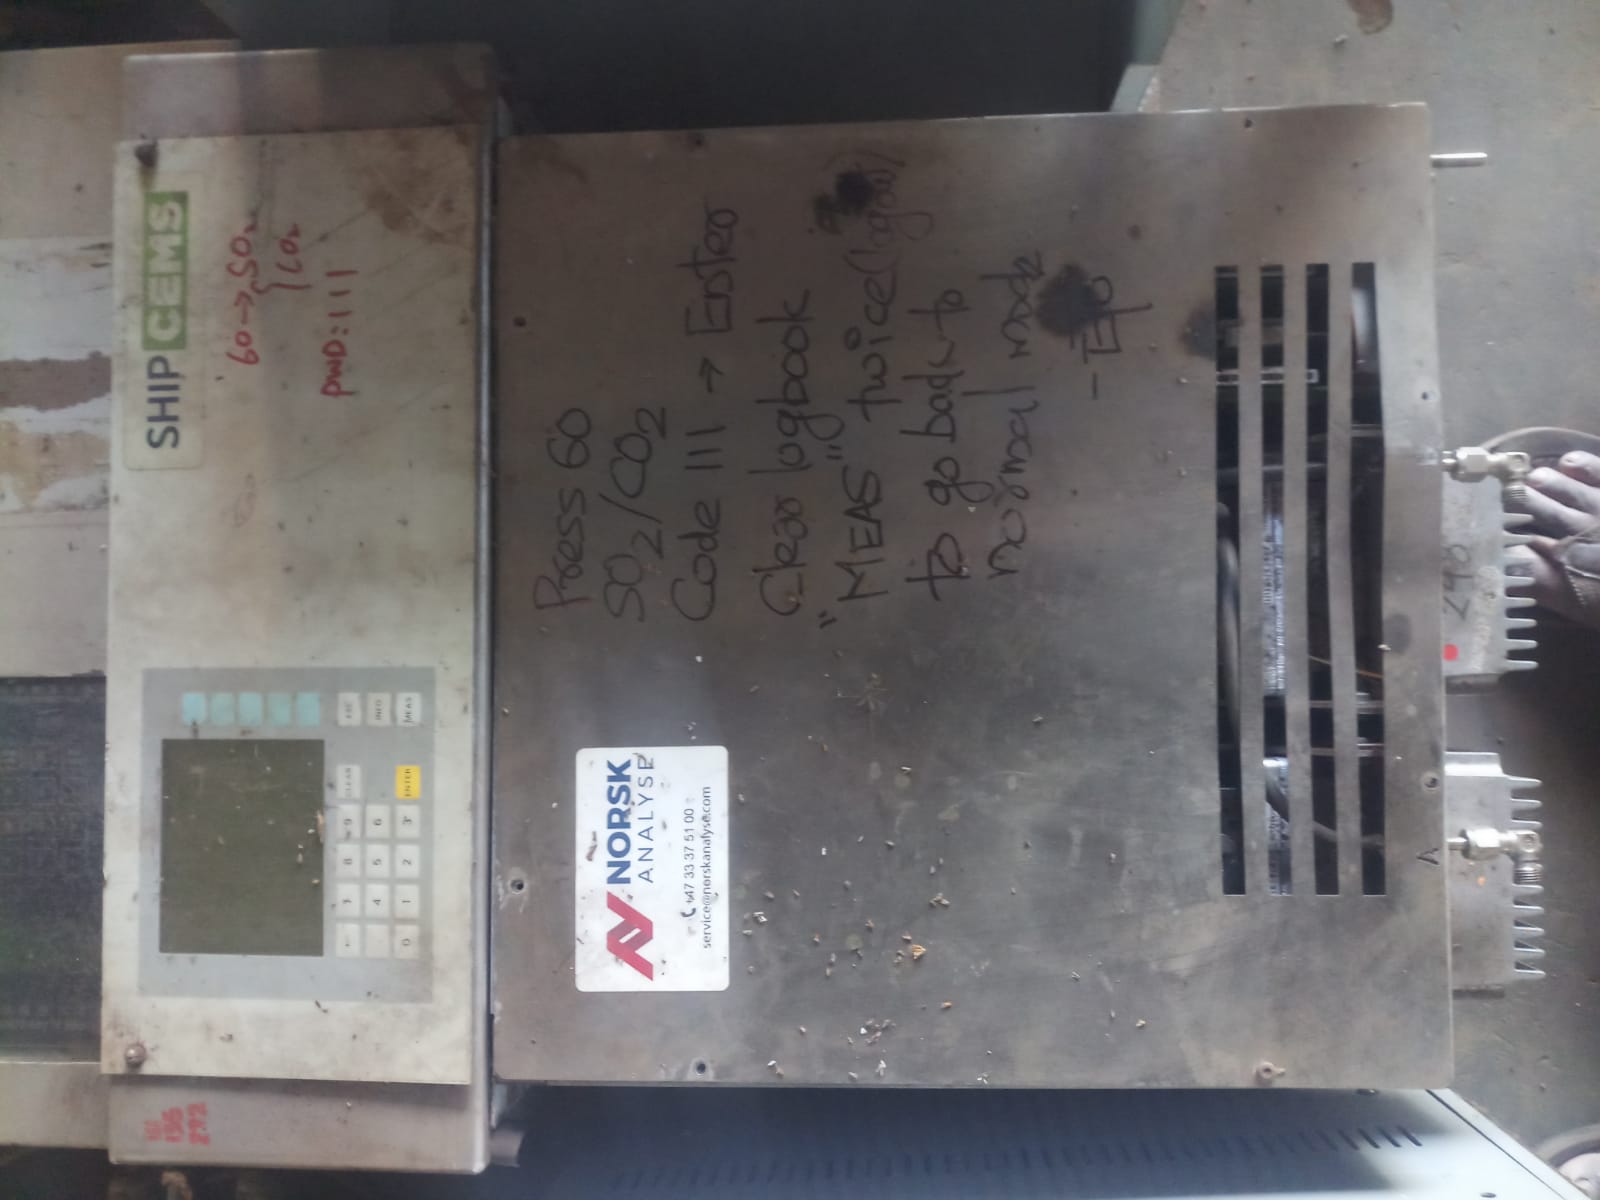 SHIP CEMS
60 → SO2
CO2
PWD:111
ESC
INFO
MEAS
CLEAR
ENTER
7 8 9
4 5 6
0 1 2 3
Press 60
SO2/CO2
Code 111 → Enter
Clear logbook
"MEAS" twice
to go back to
normal mode
NORSK
ANALYSE
+47 33 37 51 00
service@norskanalyse.com
A